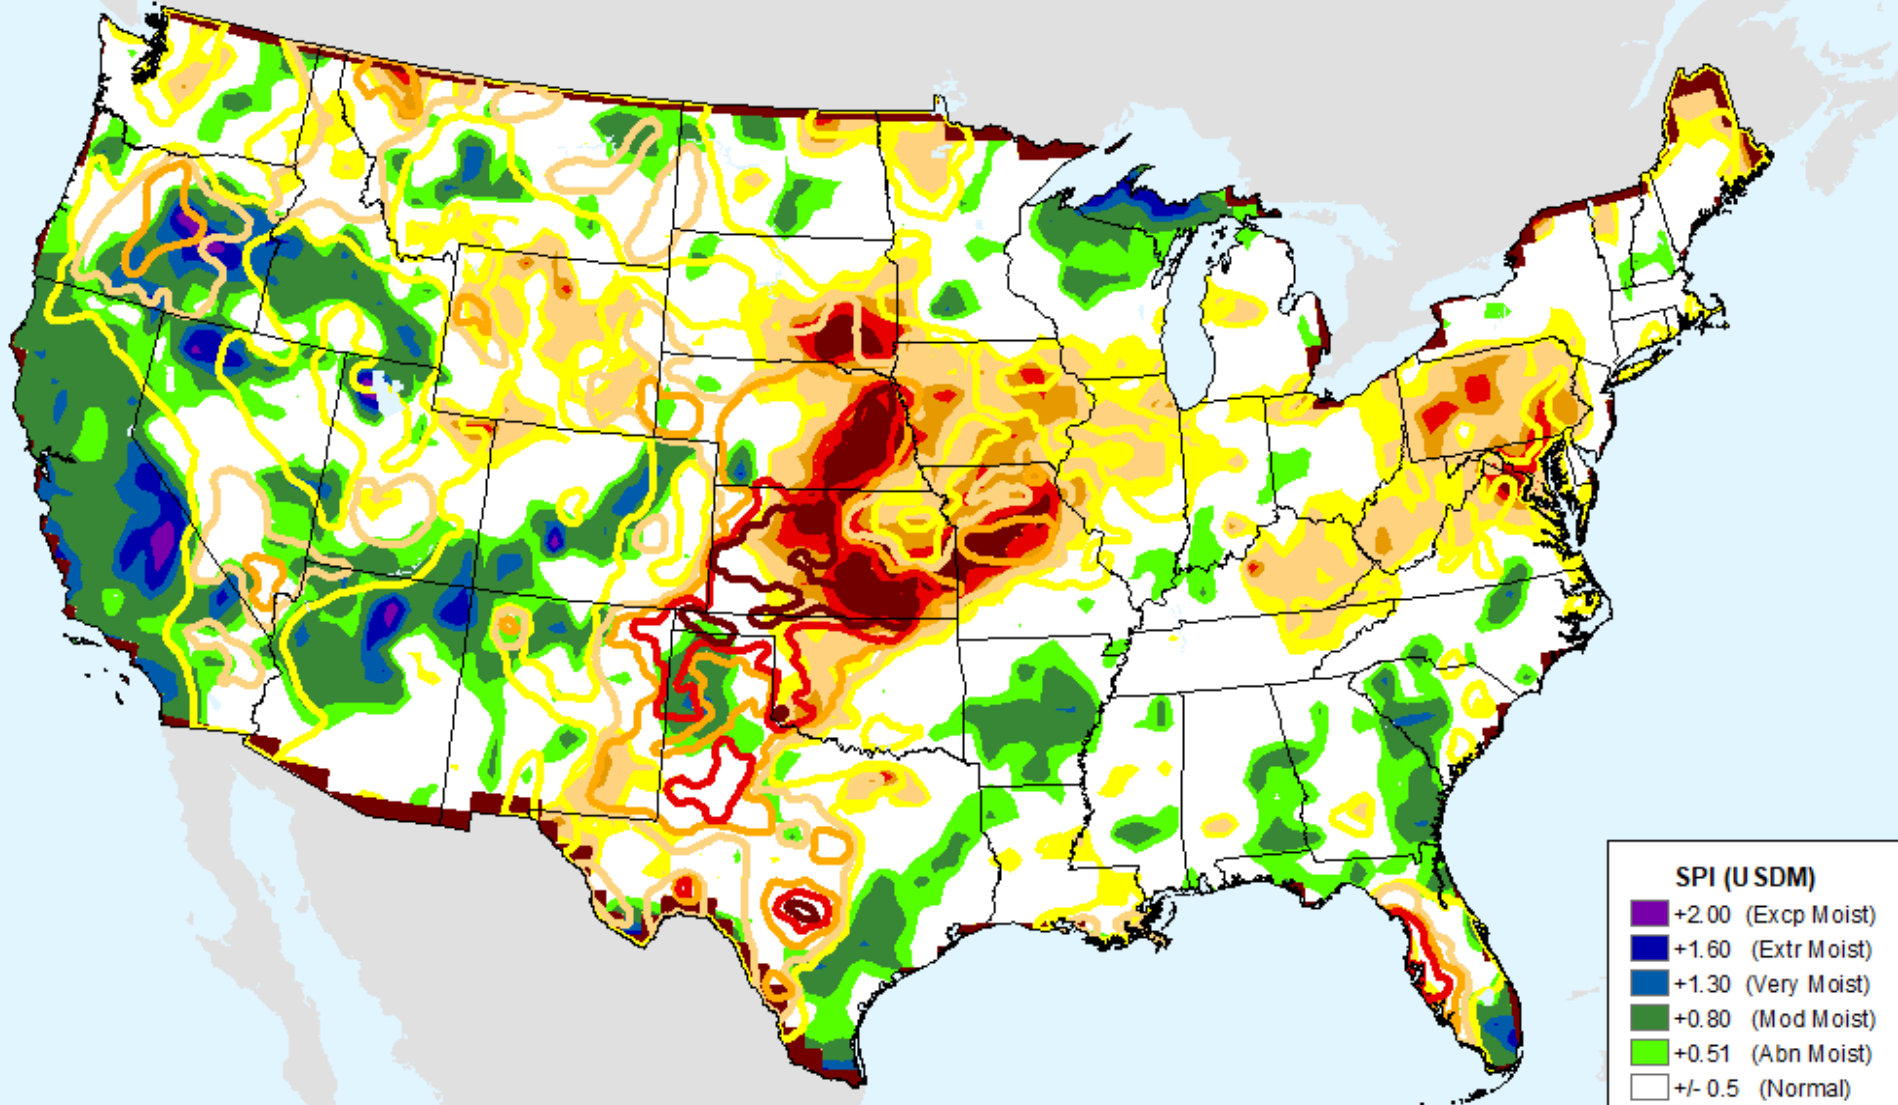 SPI (USDM)
+2.00 (Excp Moist)
+1.60 (Extr Moist)
+1.30 (Very Moist)
+0.80 (Mod Moist)
+0.51 (Abn Moist)
+/- 0.5 (Normal)